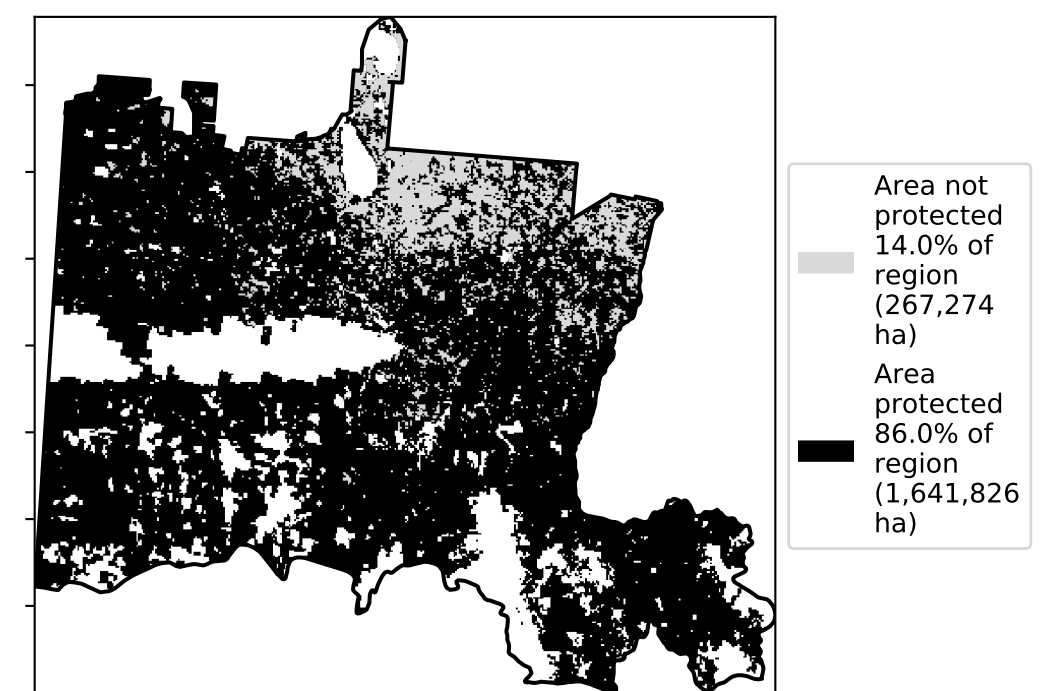 Area not
protected
14.0% of
region
(267,274
ha)
Area
protected
86.0% of
region
(1,641,826
ha)